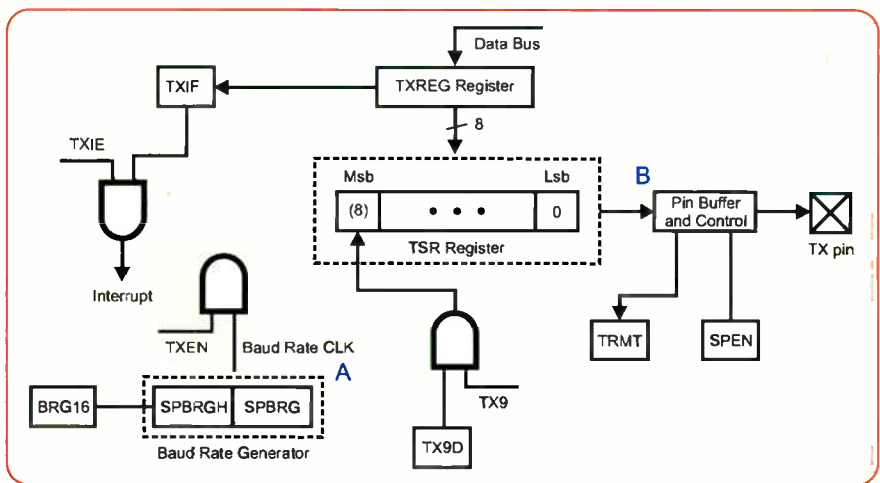 Data Bus
TXIF
TXREG Register
8
TXIE
Msb
Lsb
B
(8)
0
Pin Buffer
and Control
TSR Register
TX pin
Interrupt
TXEN
Baud Rate CLK
TRMT
SPEN
A
BRG16
SPBRGH
SPBRG
TX9
Baud Rate Generator
TX9D